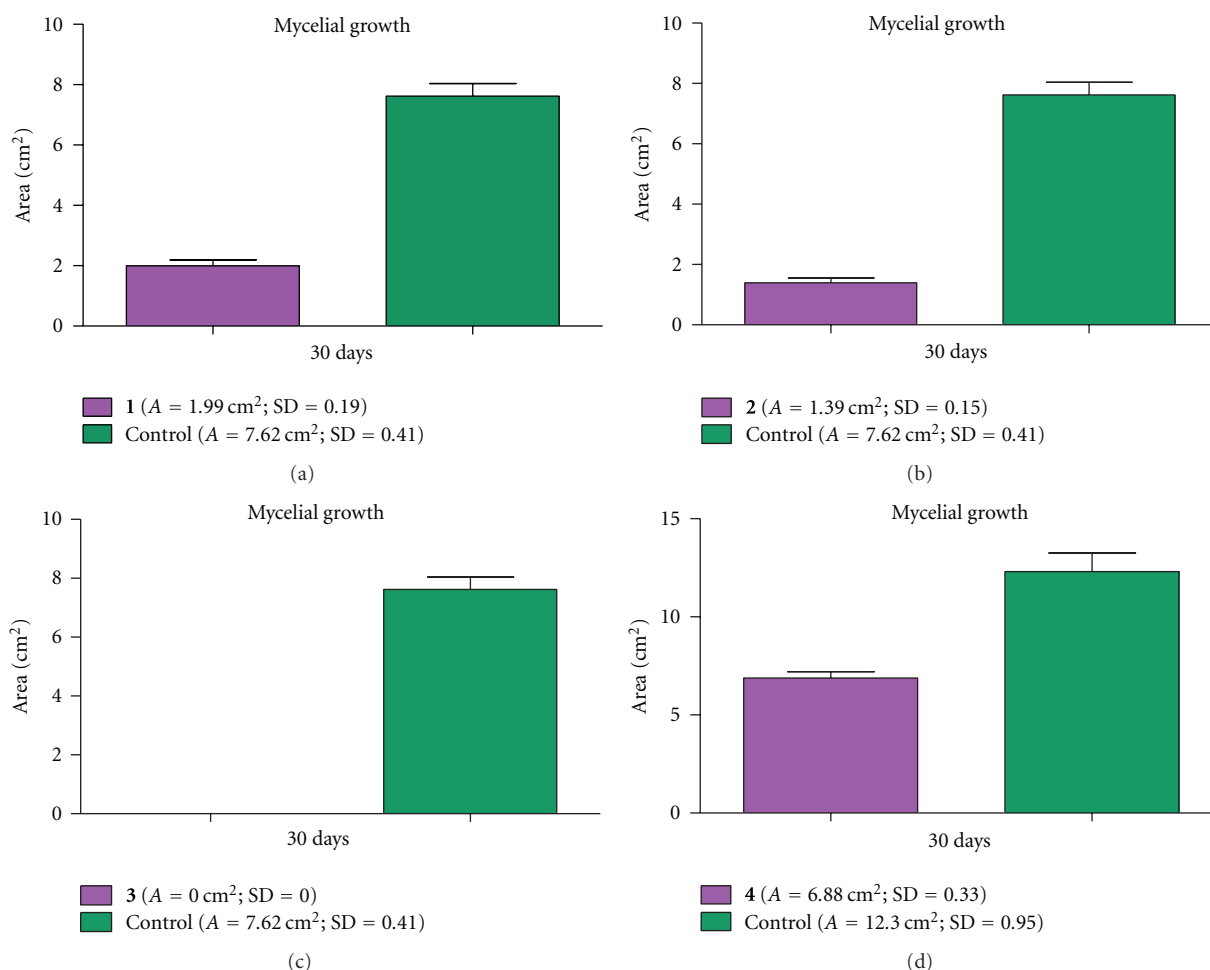 Mycelial growth
10
8
6
4
2
0
Area (cm²)
30 days
1 (A = 1.99 cm²; SD = 0.19)
Control (A = 7.62 cm²; SD = 0.41)
(a)
Mycelial growth
10
8
6
4
2
0
Area (cm²)
30 days
2 (A = 1.39 cm²; SD = 0.15)
Control (A = 7.62 cm²; SD = 0.41)
(b)
Mycelial growth
10
8
6
4
2
0
Area (cm²)
30 days
3 (A = 0 cm²; SD = 0)
Control (A = 7.62 cm²; SD = 0.41)
(c)
Mycelial growth
15
10
5
0
Area (cm²)
30 days
4 (A = 6.88 cm²; SD = 0.33)
Control (A = 12.3 cm²; SD = 0.95)
(d)